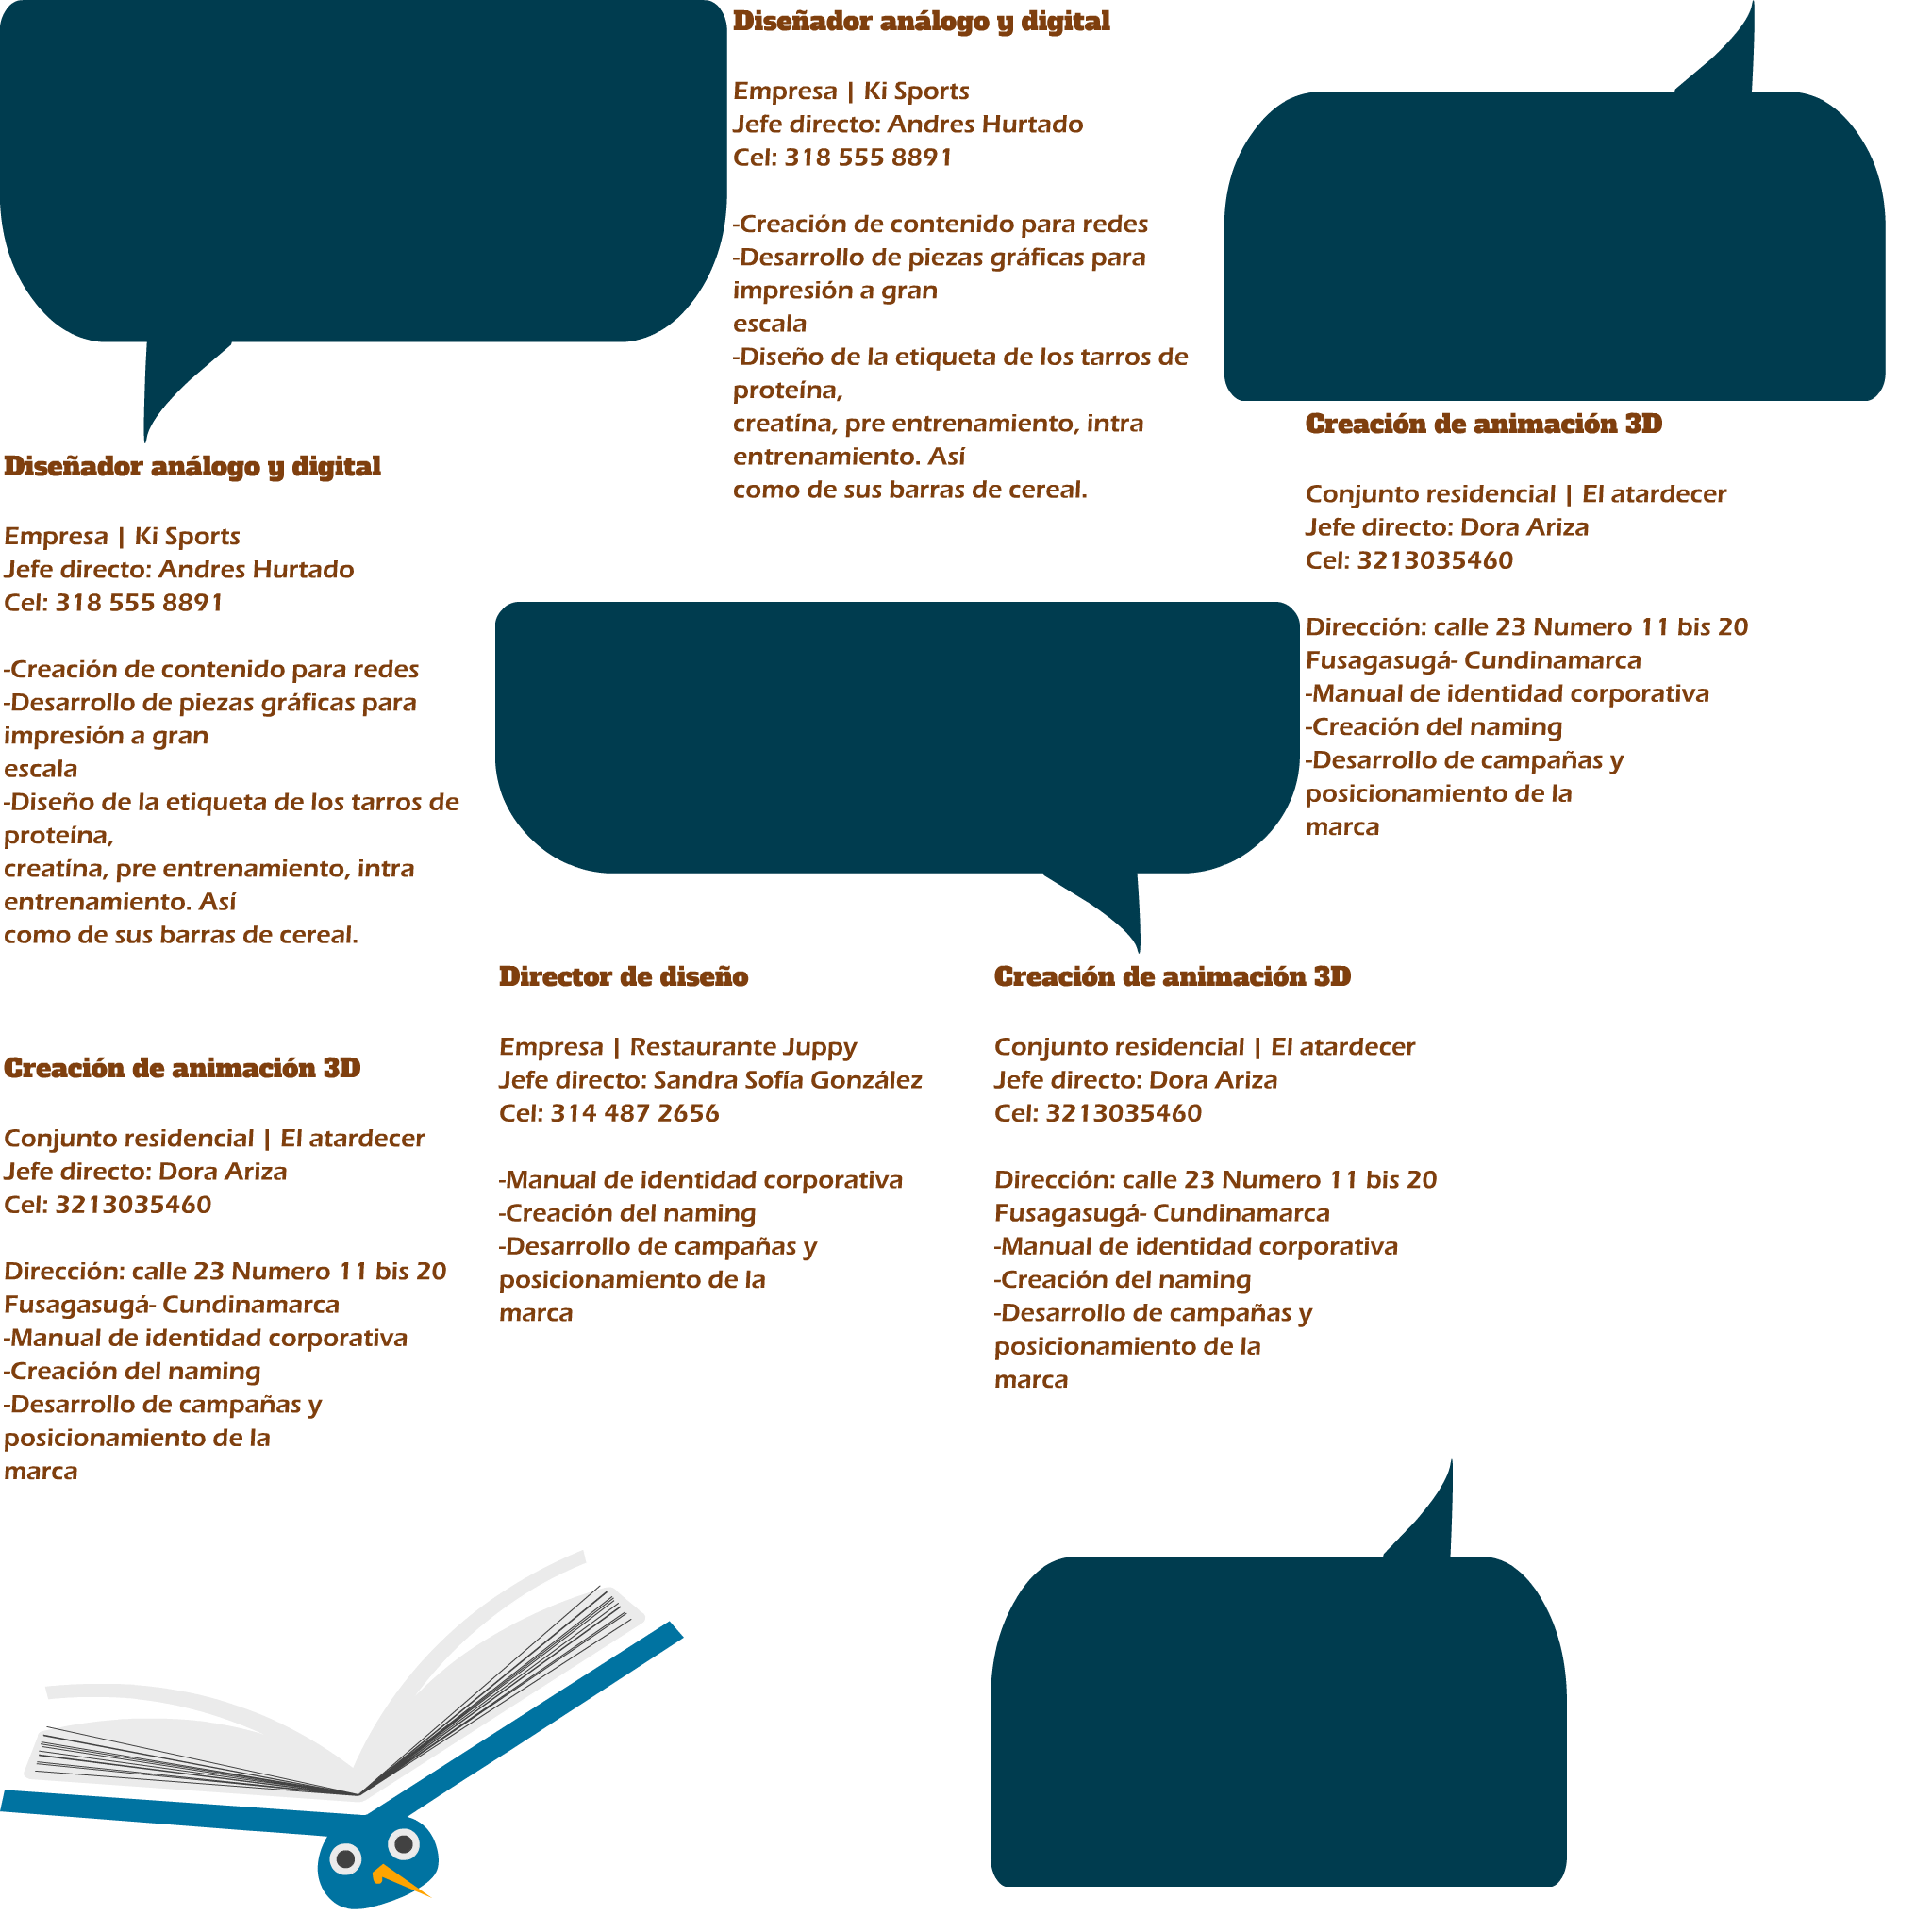 Diseñador análogo y digital
Empresa | Ki Sports
Jefe directo: Andres Hurtado
Cel: 318 555 8891
-Creación de contenido para redes
-Desarrollo de piezas gráficas para
impresión a gran
escala
-Diseño de la etiqueta de los tarros de
proteína,
creatína, pre entrenamiento, intra
entrenamiento. Así
como de sus barras de cereal.
Creación de animación 3D
Conjunto residencial | El atardecer
Jefe directo: Dora Ariza
Cel: 3213035460
Dirección: calle 23 Numero 11 bis 20
Fusagasugá- Cundinamarca
-Manual de identidad corporativa
-Creación del naming
-Desarrollo de campañas y
posicionamiento de la
marca
Diseñador análogo y digital
Empresa | Ki Sports
Jefe directo: Andres Hurtado
Cel: 318 555 8891
-Creación de contenido para redes
-Desarrollo de piezas gráficas para
impresión a gran
escala
-Diseño de la etiqueta de los tarros de
proteína,
creatína, pre entrenamiento, intra
entrenamiento. Así
como de sus barras de cereal.
Director de diseño
Empresa | Restaurante Juppy
Jefe directo: Sandra Sofía González
Cel: 314 487 2656
-Manual de identidad corporativa
-Creación del naming
-Desarrollo de campañas y
posicionamiento de la
marca
Creación de animación 3D
Conjunto residencial | El atardecer
Jefe directo: Dora Ariza
Cel: 3213035460
Dirección: calle 23 Numero 11 bis 20
Fusagasugá- Cundinamarca
-Manual de identidad corporativa
-Creación del naming
-Desarrollo de campañas y
posicionamiento de la
marca
Creación de animación 3D
Conjunto residencial | El atardecer
Jefe directo: Dora Ariza
Cel: 3213035460
Dirección: calle 23 Numero 11 bis 20
Fusagasugá- Cundinamarca
-Manual de identidad corporativa
-Creación del naming
-Desarrollo de campañas y
posicionamiento de la
marca